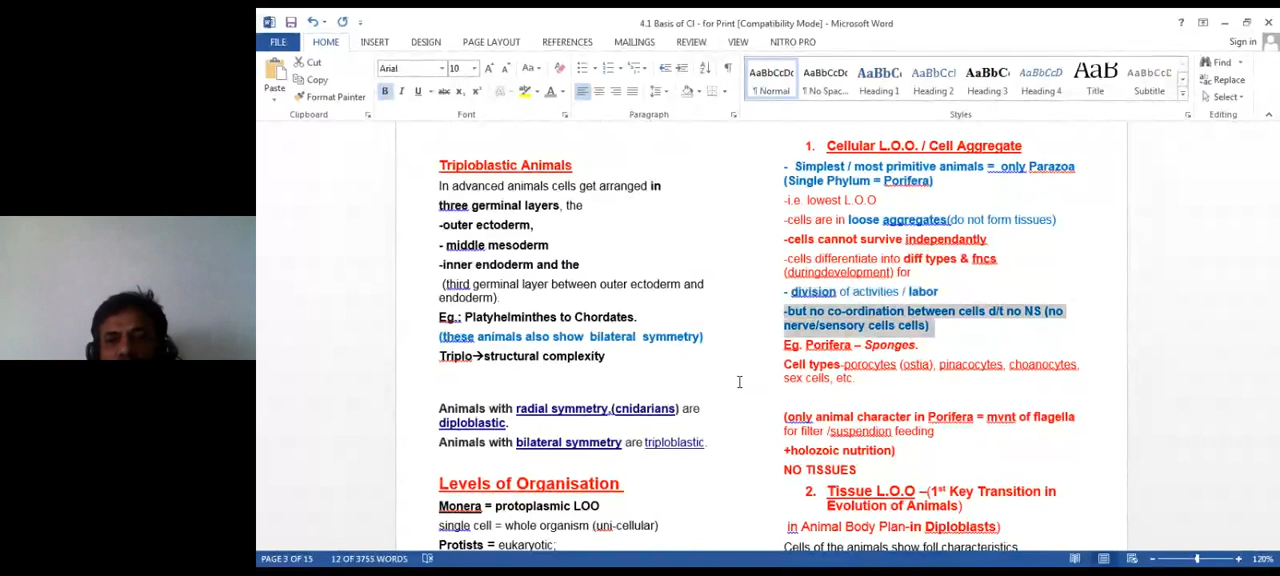 4.1 Basis of Cl - for Print [Compatibility Mode] - Microsoft Word
Sign in
FILE HOME INSERT DESIGN PAGE LAYOUT REFERENCES MAILINGS REVIEW VIEW NITRO PRO
Cut
Copy
Format Painter
Paste
Clipboard
Arial 10
Font
Paragraph
AaBbCcDc AaBbCcDc AaBbC AaBbCcI AaBbCc AaBbCcD AaB AaBbCcD
¶ Normal ¶ No Spac... Heading 1 Heading 2 Heading 3 Heading 4 Title Subtitle
Styles
Find
Replace
Select
Editing
Triploblastic Animals
In advanced animals cells get arranged in
three germinal layers, the
-outer ectoderm,
- middle mesoderm
-inner endoderm and the
(third germinal layer between outer ectoderm and
endoderm).
Eg.: Platyhelminthes to Chordates.
(these animals also show bilateral symmetry)
Triplo→structural complexity
Animals with radial symmetry,(cnidarians) are
diploblastic.
Animals with bilateral symmetry are triploblastic.
Levels of Organisation
Monera = protoplasmic LOO
single cell = whole organism (uni-cellular)
Protists = eukaryotic;
1. Cellular L.O.O. / Cell Aggregate
- Simplest / most primitive animals = only Parazoa
(Single Phylum = Porifera)
-i.e. lowest L.O.O
-cells are in loose aggregates(do not form tissues)
-cells cannot survive independantly
-cells differentiate into diff types & fncs
(duringdevelopment) for
- division of activities / labor
-but no co-ordination between cells d/t no NS (no
nerve/sensory cells cells)
Eg. Porifera – Sponges.
Cell types-porocytes (ostia), pinacocytes, choanocytes,
sex cells, etc.
(only animal character in Porifera = mvnt of flagella
for filter /suspendion feeding
+holozoic nutrition)
NO TISSUES
2. Tissue L.O.O –(1st Key Transition in
Evolution of Animals)
in Animal Body Plan-in Diploblasts)
Cells of the animals show foll characteristics
PAGE 3 OF 15 12 OF 3755 WORDS
120%